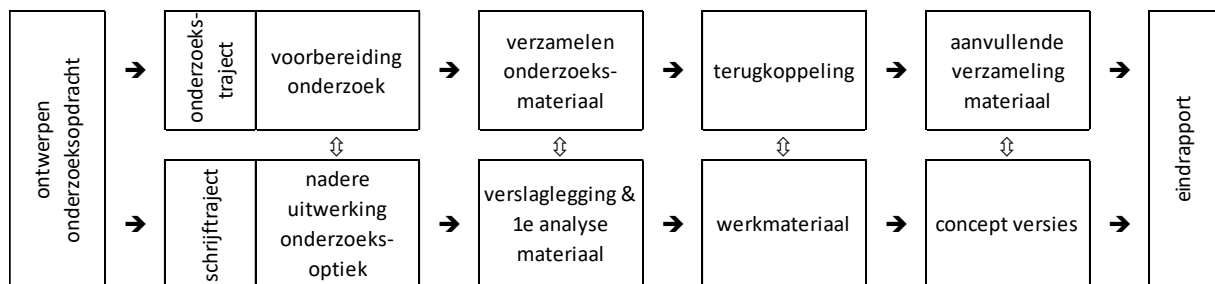 ontwerpen
onderzoeksopdracht
onderzoeks-
traject
voorbereiding
onderzoek
verzamelen
onderzoeks-
materiaal
terugkoppeling
aanvullende
verzameling
materiaal
schrijftraject
nadere
uitwerking
onderzoeks-
optiek
verslaglegging &
1e analyse
materiaal
werkmateriaal
concept versies
eindrapport